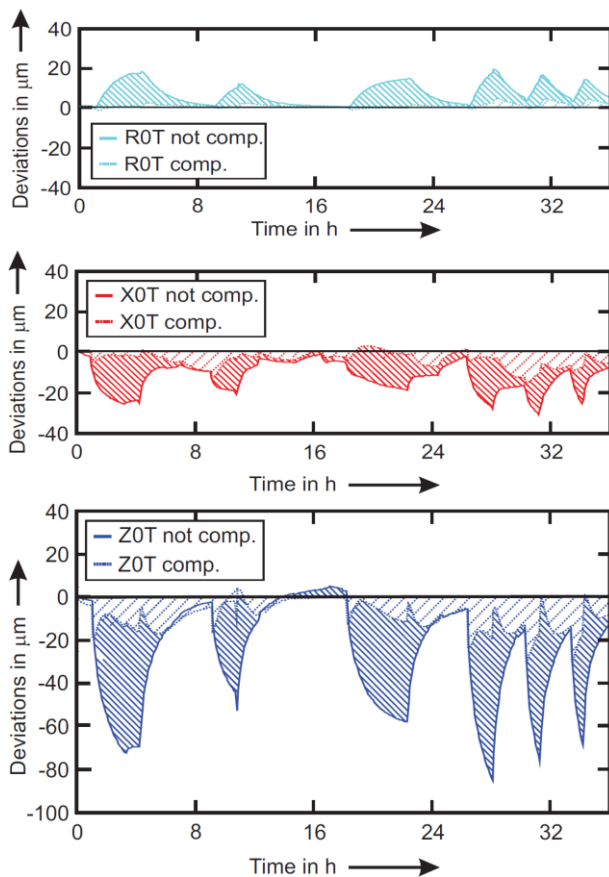 40
20
0
-20
-40
Deviations in μm
R0T not comp.
R0T comp.
0 8 16 24 32
Time in h
40
20
0
-20
-40
Deviations in μm
X0T not comp.
X0T comp.
0 8 16 24 32
Time in h
40
20
0
-20
-40
-60
-80
-100
Deviations in μm
Z0T not comp.
Z0T comp.
0 8 16 24 32
Time in h